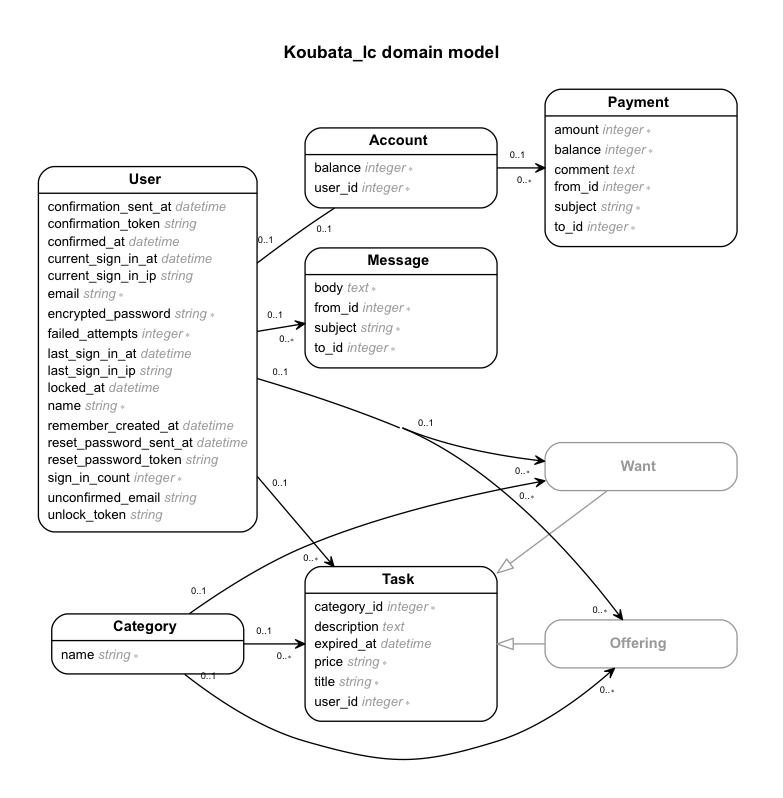 Koubata_lc domain model
Payment
amount integer ∗
balance integer ∗
comment text
from_id integer ∗
subject string ∗
to_id integer ∗
Account
balance integer ∗
user_id integer ∗
0..1
0..∗
User
confirmation_sent_at datetime
confirmation_token string
confirmed_at datetime
current_sign_in_at datetime
current_sign_in_ip string
email string ∗
encrypted_password string ∗
failed_attempts integer ∗
last_sign_in_at datetime
last_sign_in_ip string
locked_at datetime
name string ∗
remember_created_at datetime
reset_password_sent_at datetime
reset_password_token string
sign_in_count integer ∗
unconfirmed_email string
unlock_token string
0..1
0..1
Message
body text ∗
from_id integer ∗
subject string ∗
to_id integer ∗
0..1
0..∗
0..1
0..1
0..∗
0..∗
Want
0..1
0..∗
0..1
Task
category_id integer ∗
description text
expired_at datetime
price string ∗
title string ∗
user_id integer ∗
0..∗
Offering
Category
name string ∗
0..1
0..∗
0..1
0..∗